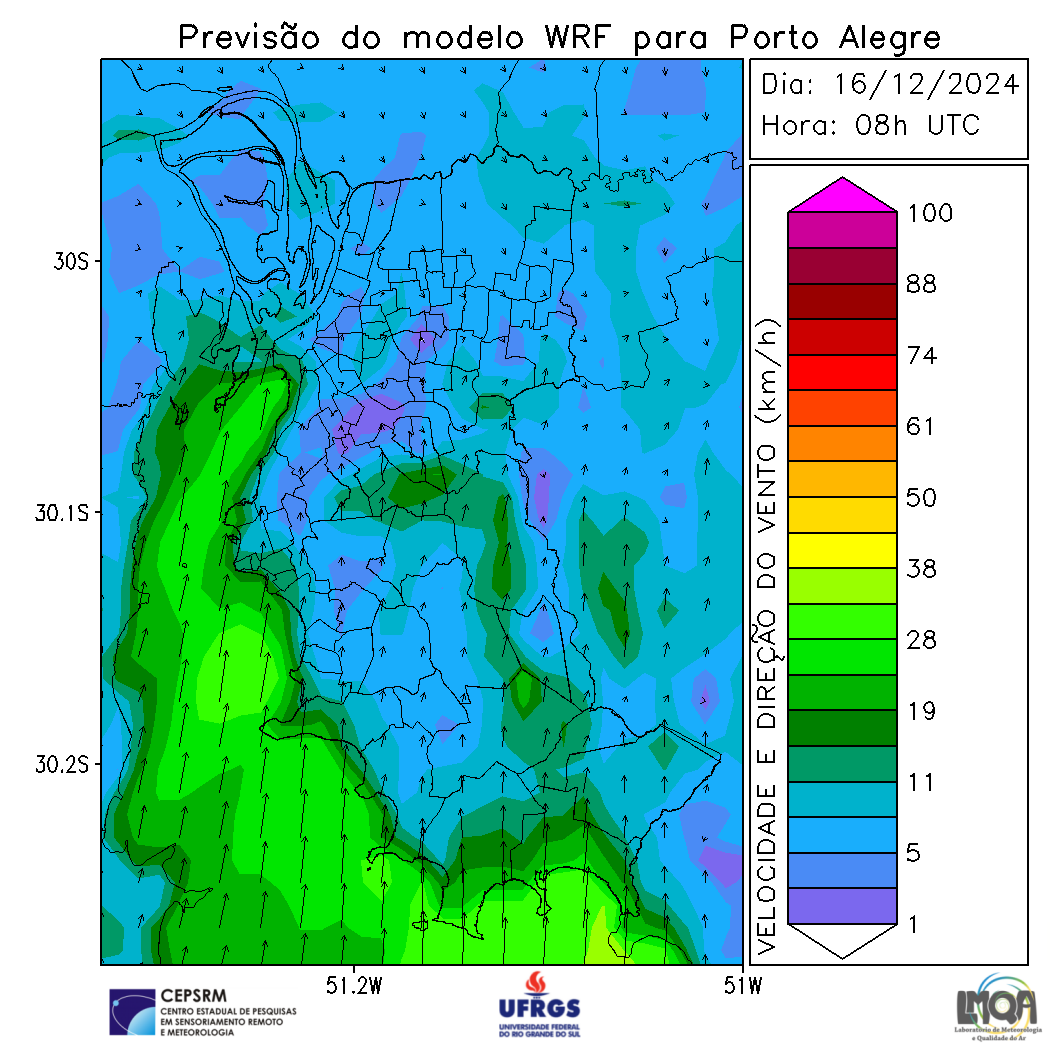 Previsão do modelo WRF para Porto Alegre
Dia: 16/12/2024
Hora: 08h UTC
30S
30.1S
30.2S
51.2W
51W
VELOCIDADE E DIREÇÃO DO VENTO (km/h)
100
88
74
61
50
38
28
19
11
5
1
CEPSRM
CENTRO ESTADUAL DE PESQUISAS
EM SENSORIAMENTO REMOTO
E METEOROLOGIA
UFRGS
UNIVERSIDADE FEDERAL
DO RIO GRANDE DO SUL
LMQA
Laboratório de Meteorologia
e Qualidade do Ar